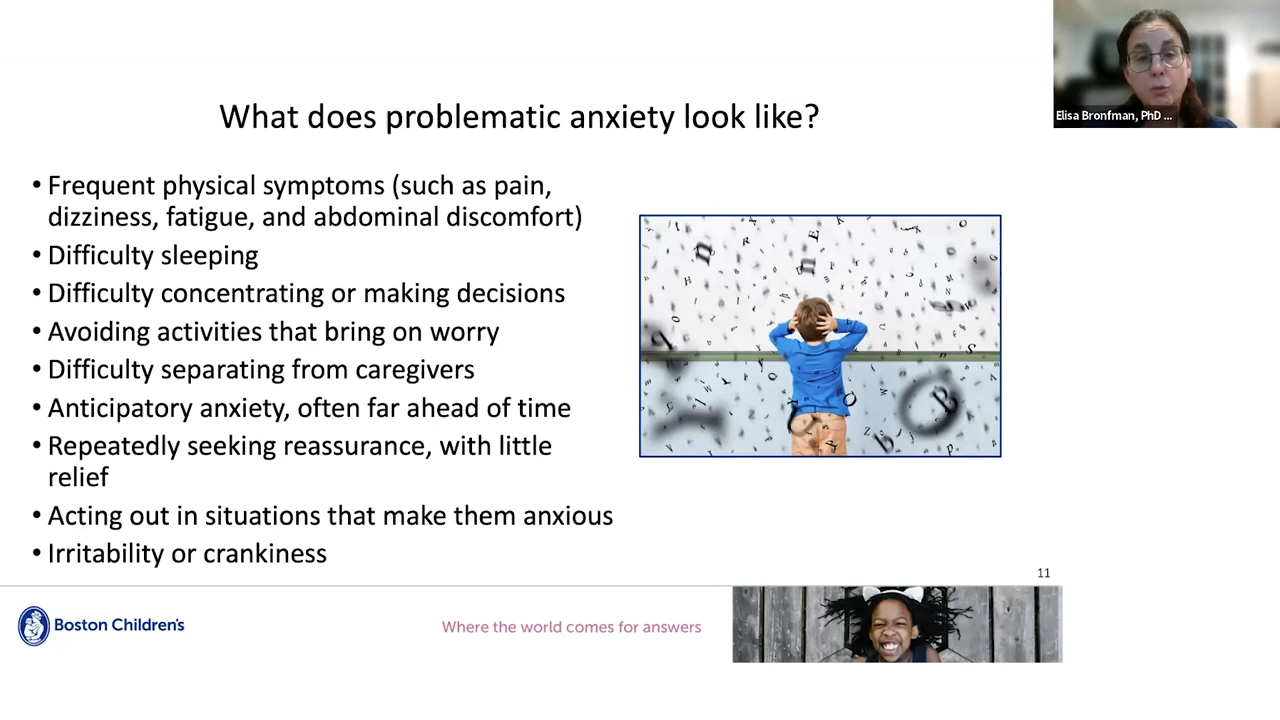 Elisa Bronfman, PhD ...
What does problematic anxiety look like?
• Frequent physical symptoms (such as pain,
dizziness, fatigue, and abdominal discomfort)
• Difficulty sleeping
• Difficulty concentrating or making decisions
• Avoiding activities that bring on worry
• Difficulty separating from caregivers
• Anticipatory anxiety, often far ahead of time
• Repeatedly seeking reassurance, with little
relief
• Acting out in situations that make them anxious
• Irritability or crankiness
11
Boston Children's
Where the world comes for answers